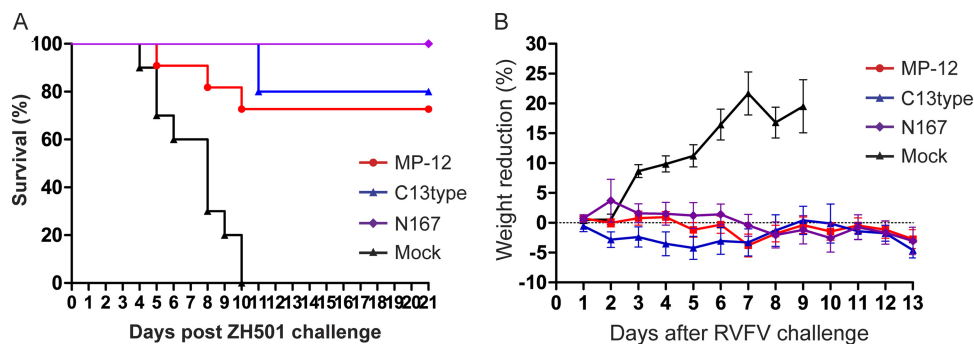 A
Survival (%)
100
80
60
40
20
0
0 1 2 3 4 5 6 7 8 9 10 11 12 13 14 15 16 17 18 19 20 21
Days post ZH501 challenge
MP-12
C13type
N167
Mock
B
Weight reduction (%)
30
25
20
15
10
5
0
-5
-10
0 1 2 3 4 5 6 7 8 9 10 11 12 13
Days after RVFV challenge
MP-12
C13type
N167
Mock